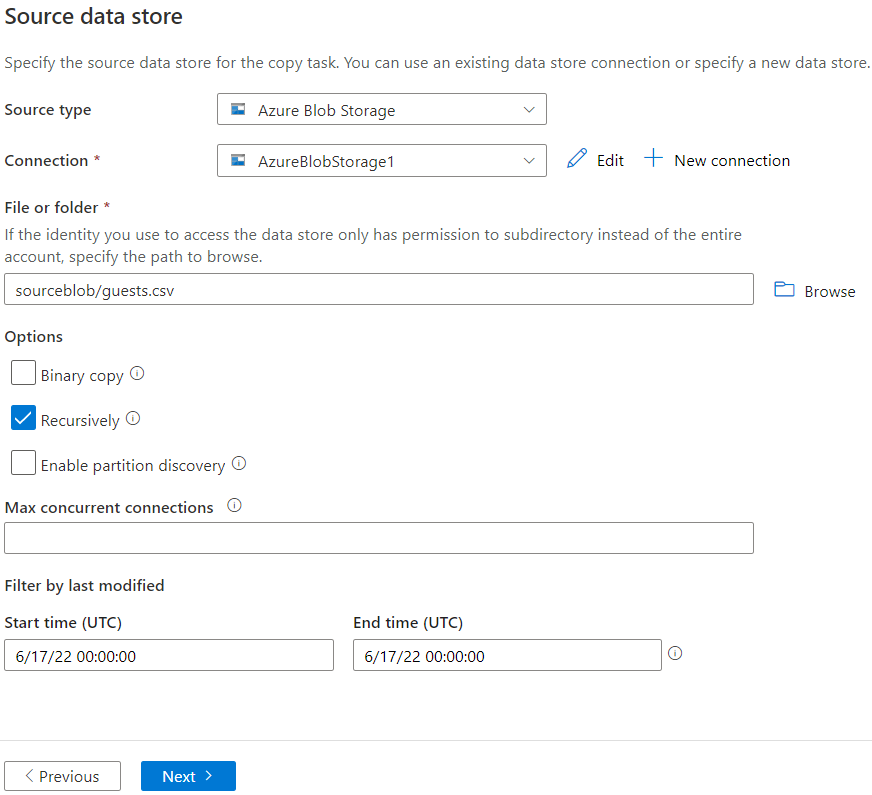 Source data store
Specify the source data store for the copy task. You can use an existing data store connection or specify a new data store.
Source type
Azure Blob Storage
Connection *
AzureBlobStorage1
Edit
New connection
File or folder *
If the identity you use to access the data store only has permission to subdirectory instead of the entire
account, specify the path to browse.
sourceblob/guests.csv
Browse
Options
Binary copy
Recursively
Enable partition discovery
Max concurrent connections
Filter by last modified
Start time (UTC)
End time (UTC)
6/17/22 00:00:00
6/17/22 00:00:00
Previous
Next